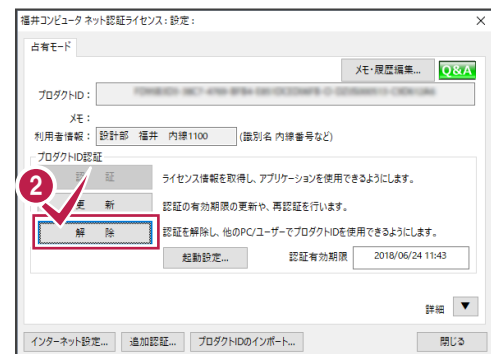 福井コンピュータ ネット認証ライセンス : 設定 :
占有モード
メモ・履歴編集... Q&A
プロダクトID :
メモ :
利用者情報 : 設計部 福井 内線1100 (識別名 内線番号など)
プロダクトID認証
認 証 ライセンス情報を取得し、アプリケーションを使用できるようにします。
2
更 新 認証の有効期限の更新や、再認証を行います。
解 除 認証を解除し、他のPC/ユーザーでプロダクトIDを使用できるようにします。
起動設定... 認証有効期限 2018/06/24 11:43
詳細 ▼
インターネット設定... 追加認証... プロダクトIDのインポート... 閉じる